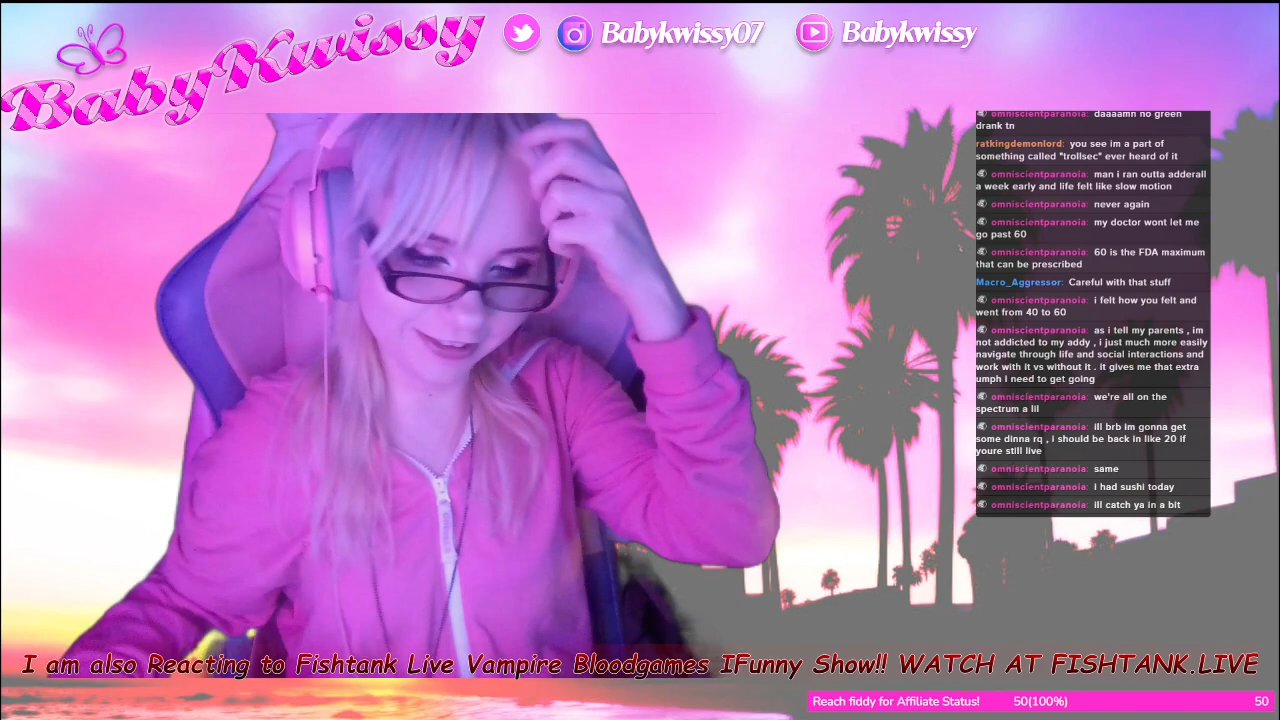 BabyKwissy
Babykwissy07
Babykwissy
omniscientparanoia: daaaamn no green
drank tn
ratkingdemonlord: you see im a part of
something called "trollsec" ever heard of it
omniscientparanoia: man i ran outta adderall
a week early and life felt like slow motion
omniscientparanoia: never again
omniscientparanoia: my doctor wont let me
go past 60
omniscientparanoia: 60 is the FDA maximum
that can be prescribed
Macro_Aggressor: Careful with that stuff
omniscientparanoia: i felt how you felt and
went from 40 to 60
omniscientparanoia: as i tell my parents , im
not addicted to my addy , i just much more easily
navigate through life and social interactions and
work with it vs without it . it gives me that extra
umph i need to get going
omniscientparanoia: we're all on the
spectrum a lil
omniscientparanoia: ill brb im gonna get
some dinna rq , i should be back in like 20 if
youre still live
omniscientparanoia: same
omniscientparanoia: i had sushi today
omniscientparanoia: ill catch ya in a bit
I am also Reacting to Fishtank Live Vampire Bloodgames IFunny Show!! WATCH AT FISHTANK.LIVE
Reach fiddy for Affiliate Status! 50(100%) 50